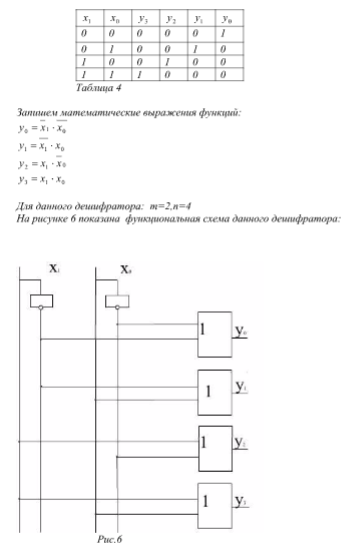 x₁ x₀ y₃ y₂ y₁ y₀
0 0 0 0 0 1
0 1 0 0 1 0
1 0 0 1 0 0
1 1 1 0 0 0
Таблица 4
Запишем математические выражения функций:
y₀ = x̅₁ · x̅₀
y₁ = x̅₁ · x₀
y₂ = x₁ · x̅₀
y₃ = x₁ · x₀
Для данного дешифратора: m=2,n=4
На рисунке 6 показана функциональная схема данного дешифратора:
X₁ X₀
1 y₀
1 y₁
1 y₂
1 y₃
Рис.6